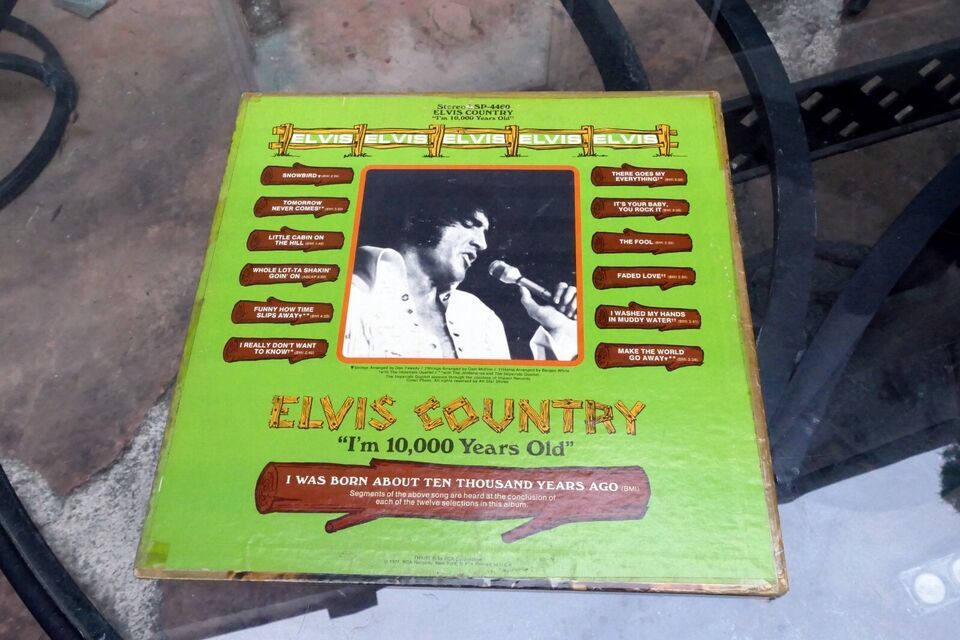 Stereo LSP-4460
ELVIS COUNTRY
"I'm 10,000 Years Old"
ELVIS ELVIS ELVIS ELVIS ELVIS
SNOWBIRD
TOMORROW
NEVER COMES
LITTLE CABIN ON
THE HILL
WHOLE LOT-TA SHAKIN'
GOIN' ON
FUNNY HOW TIME
SLIPS AWAY
I REALLY DON'T WANT
TO KNOW
THERE GOES MY
EVERYTHING
IT'S YOUR BABY,
YOU ROCK IT
THE FOOL
FADED LOVE
I WASHED MY HANDS
IN MUDDY WATER
MAKE THE WORLD
GO AWAY
ELVIS COUNTRY
"I'm 10,000 Years Old"
I WAS BORN ABOUT TEN THOUSAND YEARS AGO (BMI)
Segments of the above song are heard at the conclusion of
each of the twelve selections in this album.